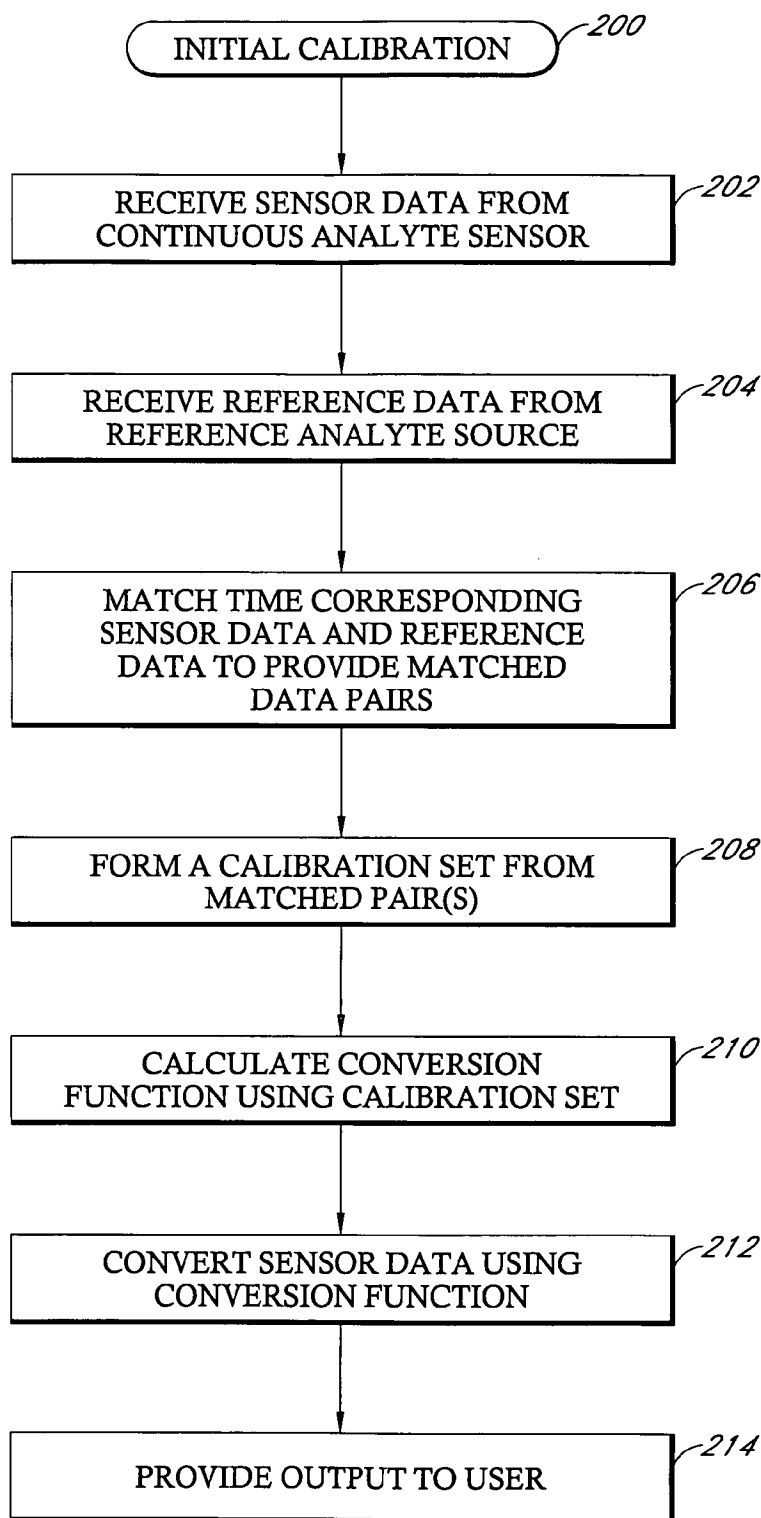 INITIAL CALIBRATION
200
202
RECEIVE SENSOR DATA FROM
CONTINUOUS ANALYTE SENSOR
204
RECEIVE REFERENCE DATA FROM
REFERENCE ANALYTE SOURCE
206
MATCH TIME CORRESPONDING
SENSOR DATA AND REFERENCE
DATA TO PROVIDE MATCHED
DATA PAIRS
208
FORM A CALIBRATION SET FROM
MATCHED PAIR(S)
210
CALCULATE CONVERSION
FUNCTION USING CALIBRATION SET
212
CONVERT SENSOR DATA USING
CONVERSION FUNCTION
214
PROVIDE OUTPUT TO USER